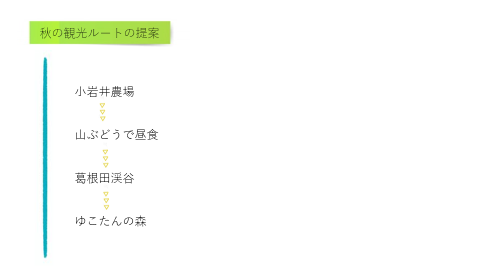 秋の観光ルートの提案
小岩井農場
山ぶどうで昼食
葛根田渓谷
ゆこたんの森